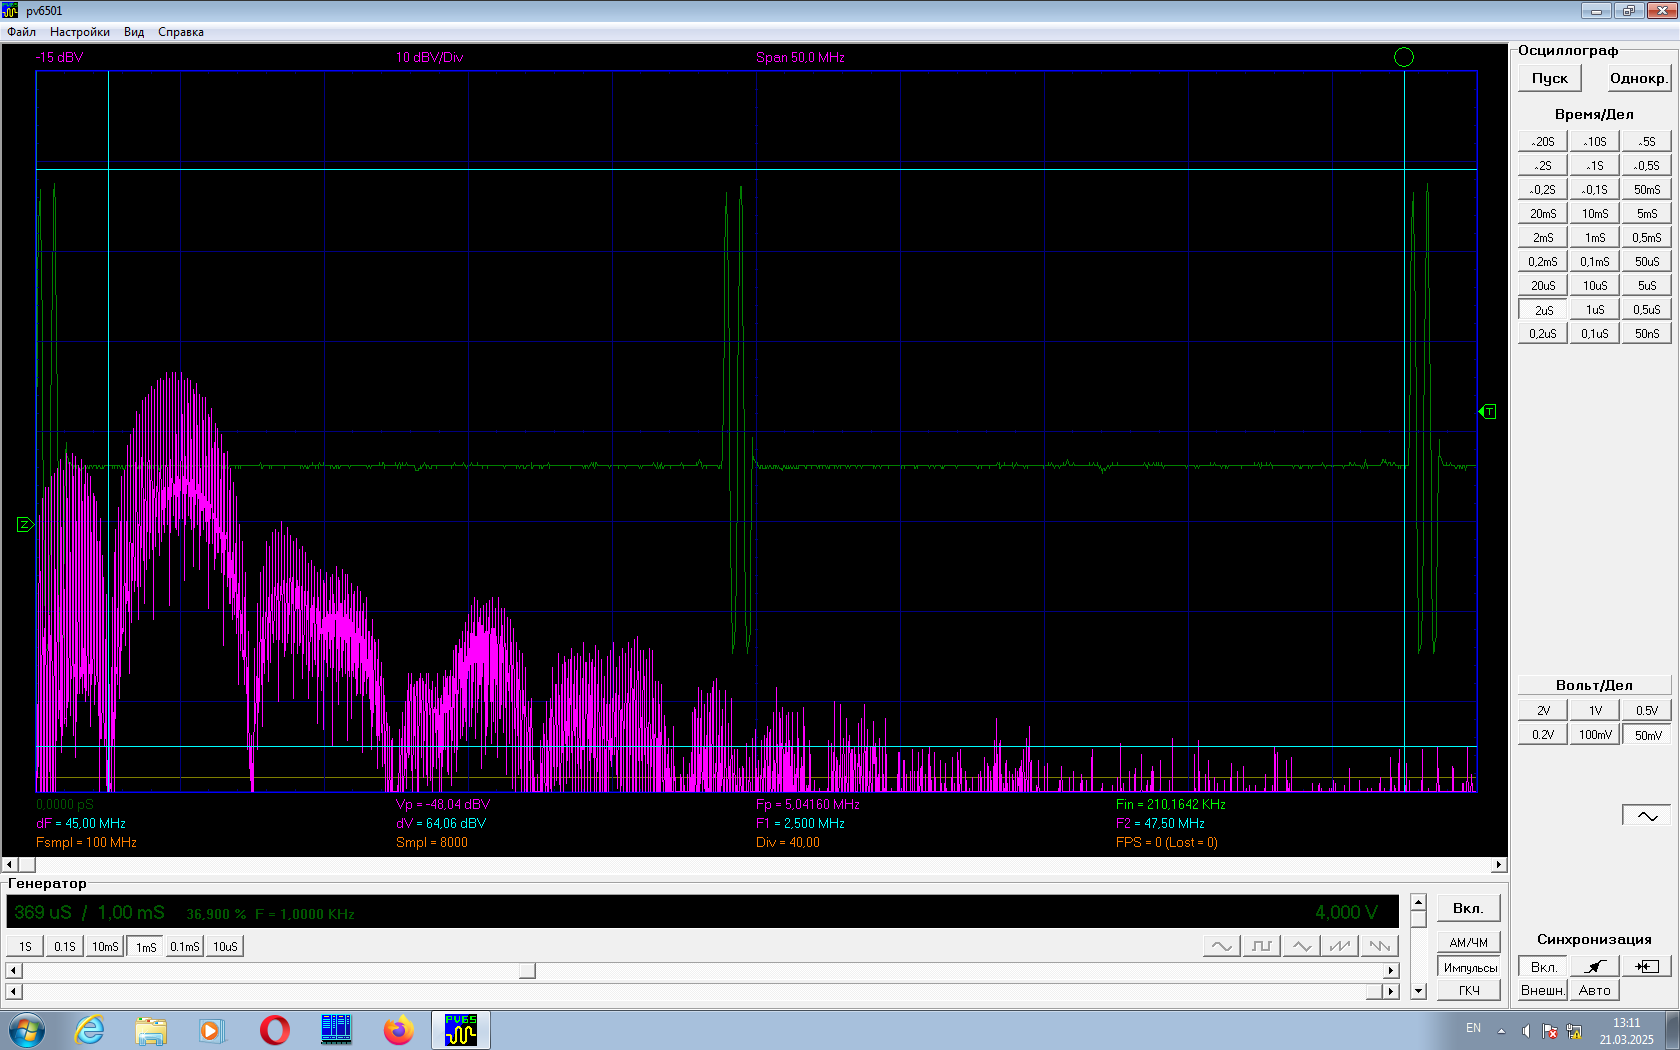 pv6501
Файл Настройки Вид Справка
-15 dBV 10 dBV/Div Span 50,0 MHz
Z
T
0,0000 pS Vp = -48,04 dBV Fp = 5,04160 MHz Fin = 210,1642 KHz
dF = 45,00 MHz dV = 64,06 dBV F1 = 2,500 MHz F2 = 47,50 MHz
Fsmpl = 100 MHz Smpl = 8000 Div = 40,00 FPS = 0 (Lost = 0)
Осциллограф
Пуск Однокр.
Время/Дел
^20S ^10S ^5S
^2S ^1S ^0,5S
^0,2S ^0,1S 50mS
20mS 10mS 5mS
2mS 1mS 0,5mS
0,2mS 0,1mS 50uS
20uS 10uS 5uS
2uS 1uS 0,5uS
0,2uS 0,1uS 50nS
Вольт/Дел
2V 1V 0.5V
0.2V 100mV 50mV
Синхронизация
Вкл.
Внешн. Авто
Генератор
369 uS / 1,00 mS 36,900 % F = 1,0000 KHz 4,000 V
1S 0.1S 10mS 1mS 0.1mS 10uS
Вкл.
АМ/ЧМ
Импульсы
ГКЧ
PV65
EN
13:11
21.03.2025